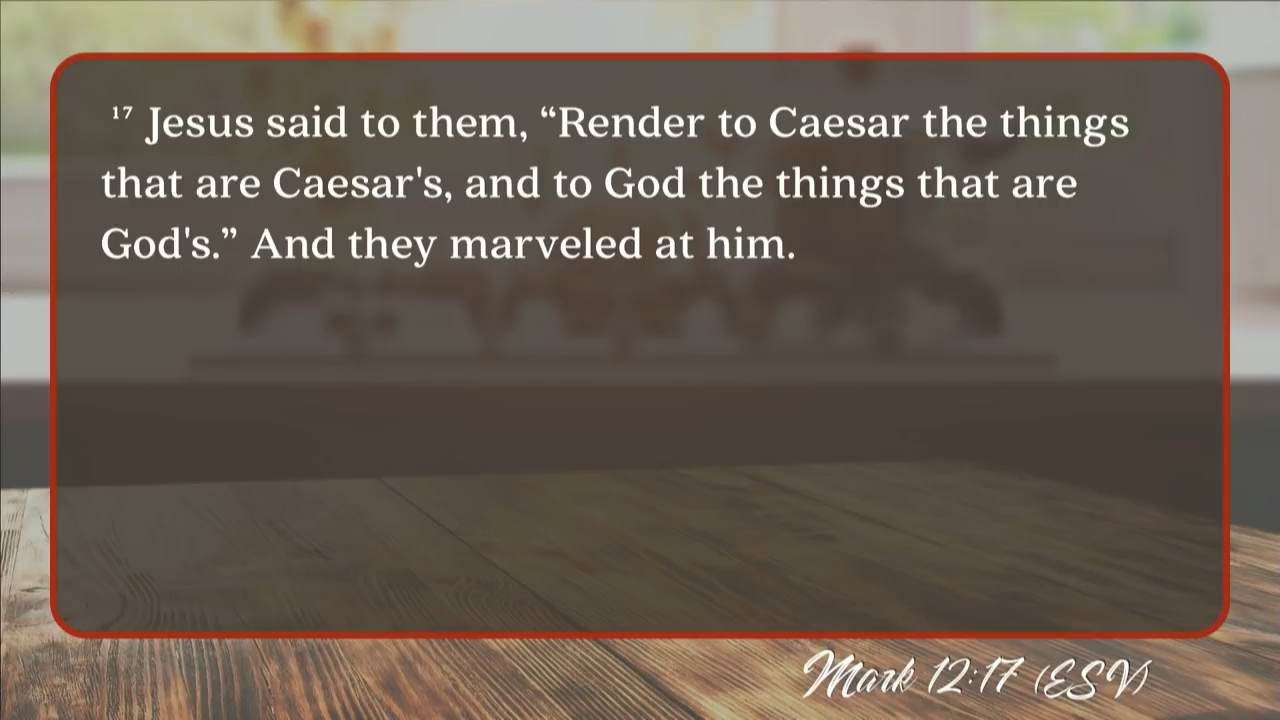 ¹⁷ Jesus said to them, “Render to Caesar the things
that are Caesar's, and to God the things that are
God's.” And they marveled at him.
Mark 12:17 (ESV)